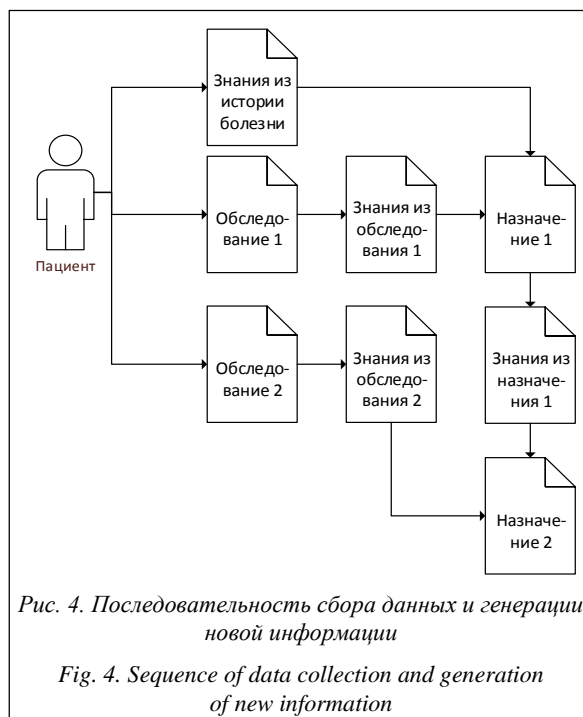 Знания из
истории
болезни
Пациент
Обследо-
вание 1
Знания из
обследо-
вания 1
Назначе-
ние 1
Обследо-
вание 2
Знания из
обследо-
вания 2
Знания из
назначе-
ния 1
Назначе-
ние 2
Рис. 4. Последовательность сбора данных и генерации
новой информации
Fig. 4. Sequence of data collection and generation
of new information